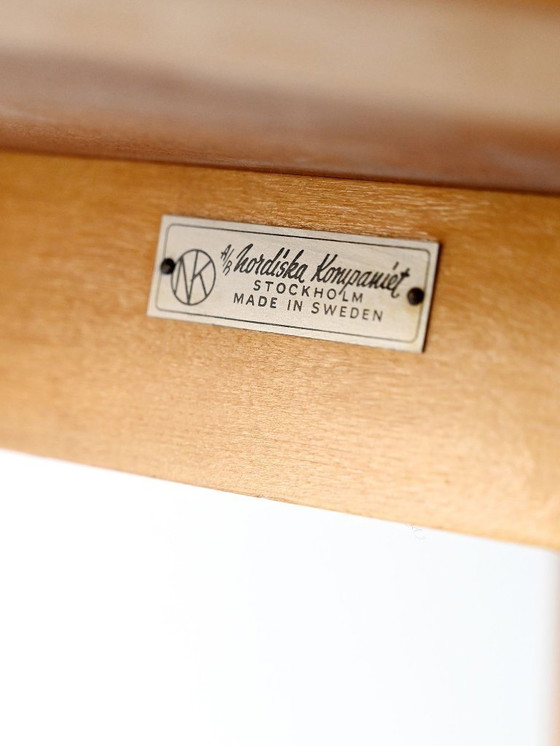 NK
A/B Nordiska Kompaniet
STOCKHOLM
MADE IN SWEDEN